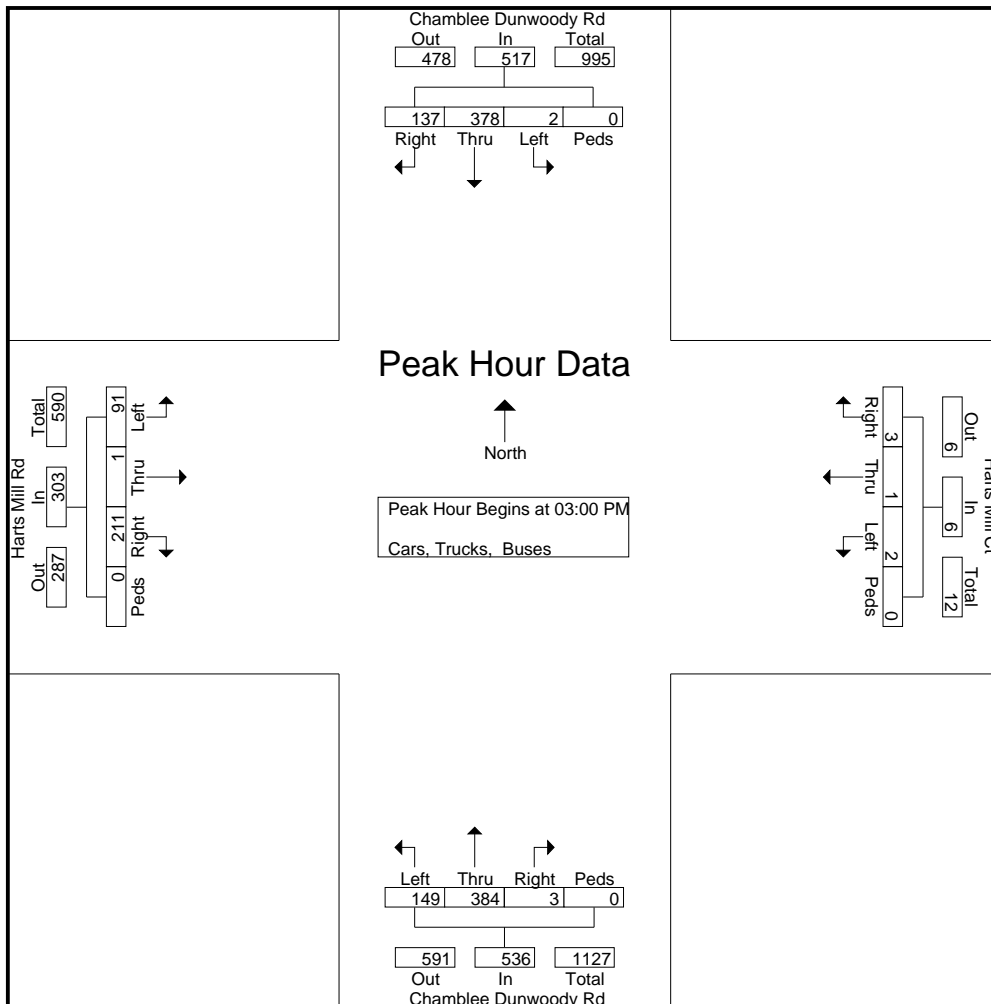 Chamblee Dunwoody Rd
Out In Total
478 517 995
137 378 2 0
Right Thru Left Peds
Peak Hour Data
North
Peak Hour Begins at 03:00 PM
Cars, Trucks, Buses
Harts Mill Rd
Out In Total
287 303 590
91 1 211 0
Left Thru Right Peds
Right Thru Left Peds
3 1 2 0
Out In Total
6 6 12
Harts Mill
Left Thru Right Peds
149 384 3 0
591 536 1127
Out In Total
Chamblee Dunwoody Rd